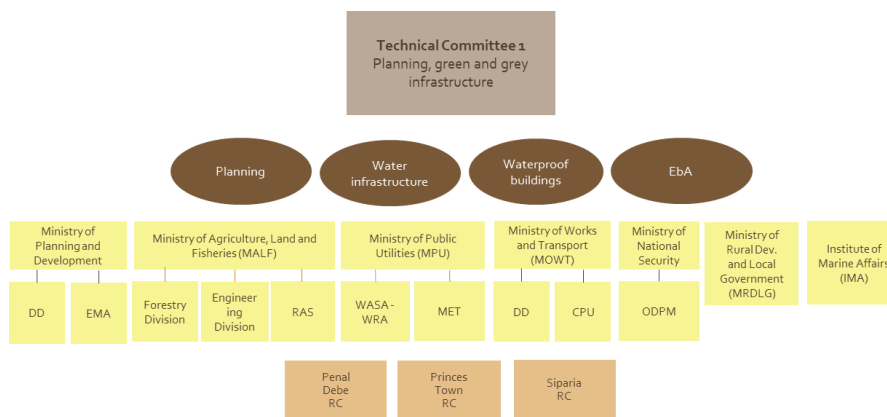 Technical Committee 1
Planning, green and grey
infrastructure
Planning
Water
infrastructure
Waterproof
buildings
EbA
Ministry of
Planning and
Development
Ministry of Agriculture, Land and
Fisheries (MALF)
Ministry of Public
Utilities (MPU)
Ministry of Works
and Transport
(MOWT)
Ministry of
National
Security
Ministry of
Rural Dev.
and Local
Government
(MRDLG)
Institute of
Marine Affairs
(IMA)
DD
EMA
Forestry
Division
Engineer
ing
Division
RAS
WASA -
WRA
MET
DD
CPU
ODPM
Penal
Debe
RC
Princes
Town
RC
Siparia
RC